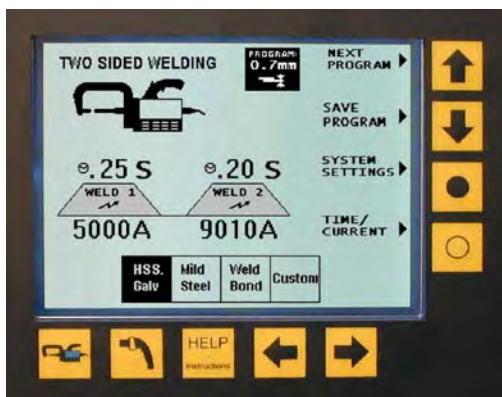 TWO SIDED WELDING
PROGRAM:
0.7mm
NEXT
PROGRAM
SAVE
PROGRAM
SYSTEM
SETTINGS
TIME/
CURRENT
.25 S
.20 S
WELD 1
WELD 2
5000A
9010A
HSS.
Galv
Mild
Steel
Weld
Bond
Custom
HELP
Instructions